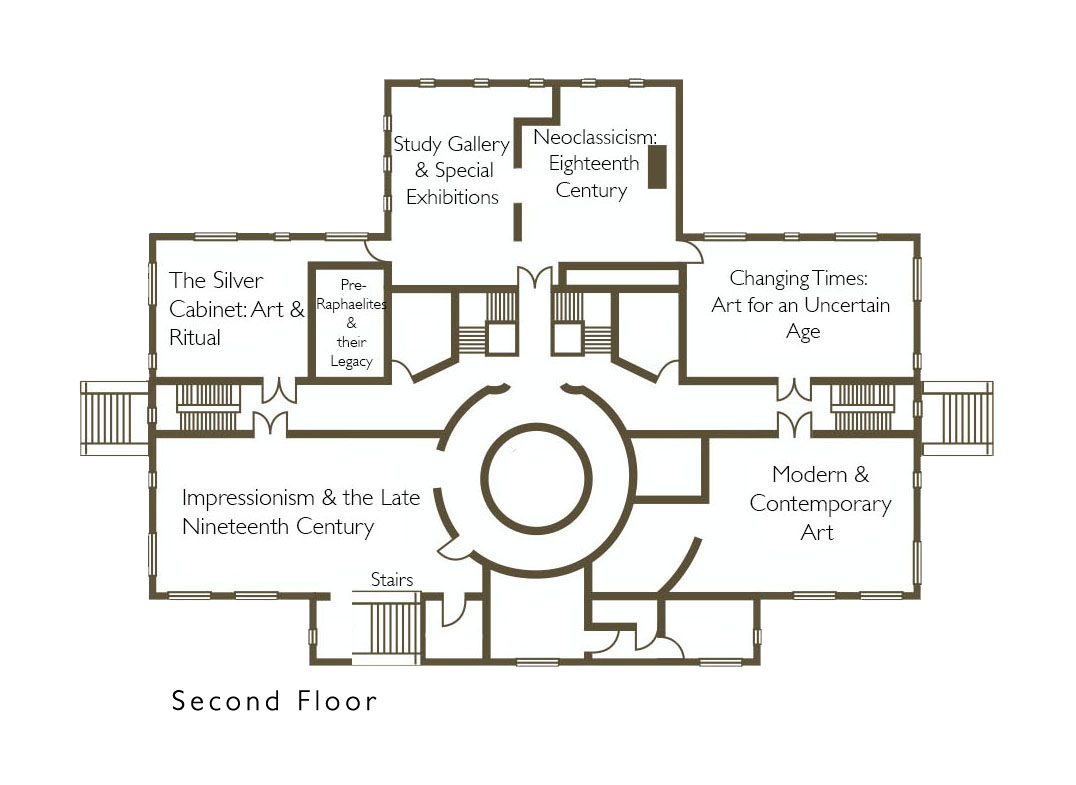 Study Gallery
& Special
Exhibitions
Neoclassicism:
Eighteenth
Century
The Silver
Cabinet: Art &
Ritual
Pre-
Raphaelites
&
their
Legacy
Changing Times:
Art for an Uncertain
Age
Impressionism & the Late
Nineteenth Century
Modern &
Contemporary
Art
Stairs
Second Floor